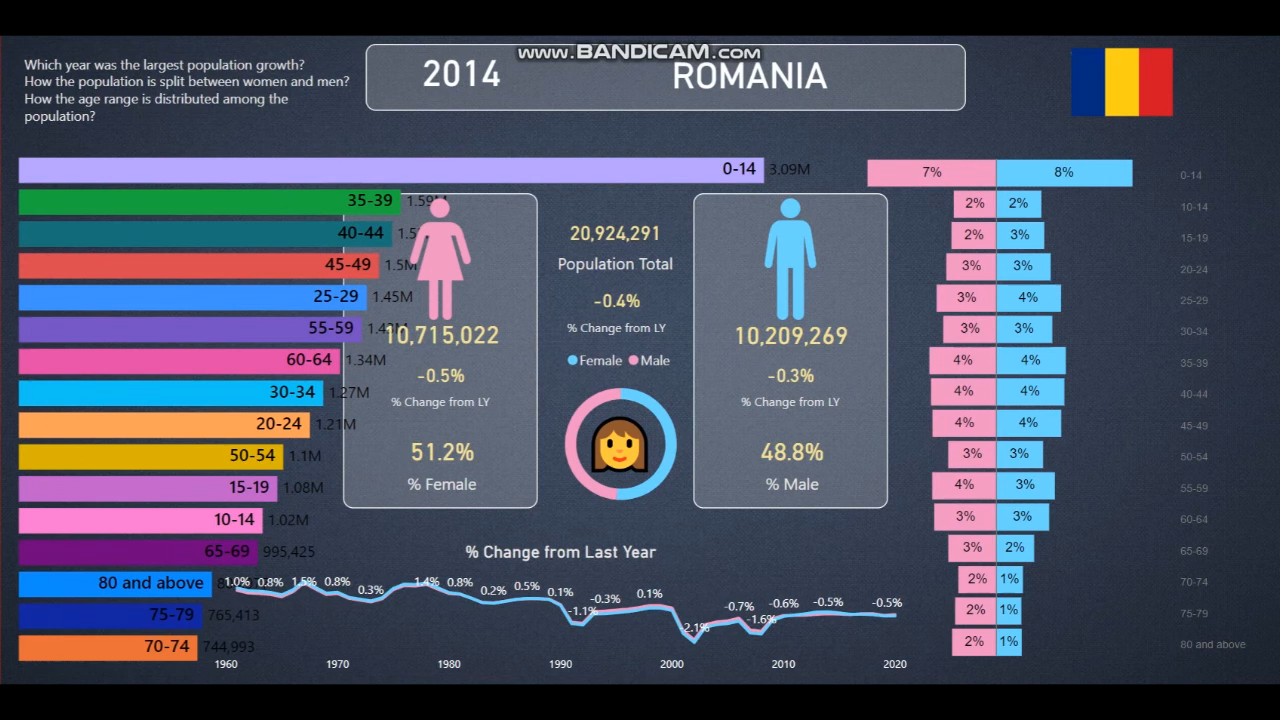 www.BANDICAM.com
Which year was the largest population growth?
How the population is split between women and men?
How the age range is distributed among the
population?
2014
ROMANIA
0-14 3.09M
35-39
40-44
45-49 1.5M
25-29 1.45M
55-59
60-64 1.34M
30-34 1.27M
20-24 1.21M
50-54 1.1M
15-19 1.08M
10-14 1.02M
65-69 995,425
80 and above
75-79 765,413
70-74 744,993
10,715,022
-0.5%
% Change from LY
51.2%
% Female
20,924,291
Population Total
-0.4%
% Change from LY
Female Male
10,209,269
-0.3%
% Change from LY
48.8%
% Male
7% 8% 0-14
2% 2% 10-14
2% 3% 15-19
3% 3% 20-24
3% 4% 25-29
3% 3% 30-34
4% 4% 35-39
4% 4% 40-44
4% 4% 45-49
3% 3% 50-54
4% 3% 55-59
3% 3% 60-64
3% 2% 65-69
2% 1% 70-74
2% 1% 75-79
2% 1% 80 and above
% Change from Last Year
1.0% 0.8% 1.5% 0.8% 0.3% 1.4% 0.8% 0.2% 0.5% 0.1% -1.1% -0.3% 0.1% -2.1% -0.7% -1.6% -0.6% -0.5% -0.5%
1960 1970 1980 1990 2000 2010 2020